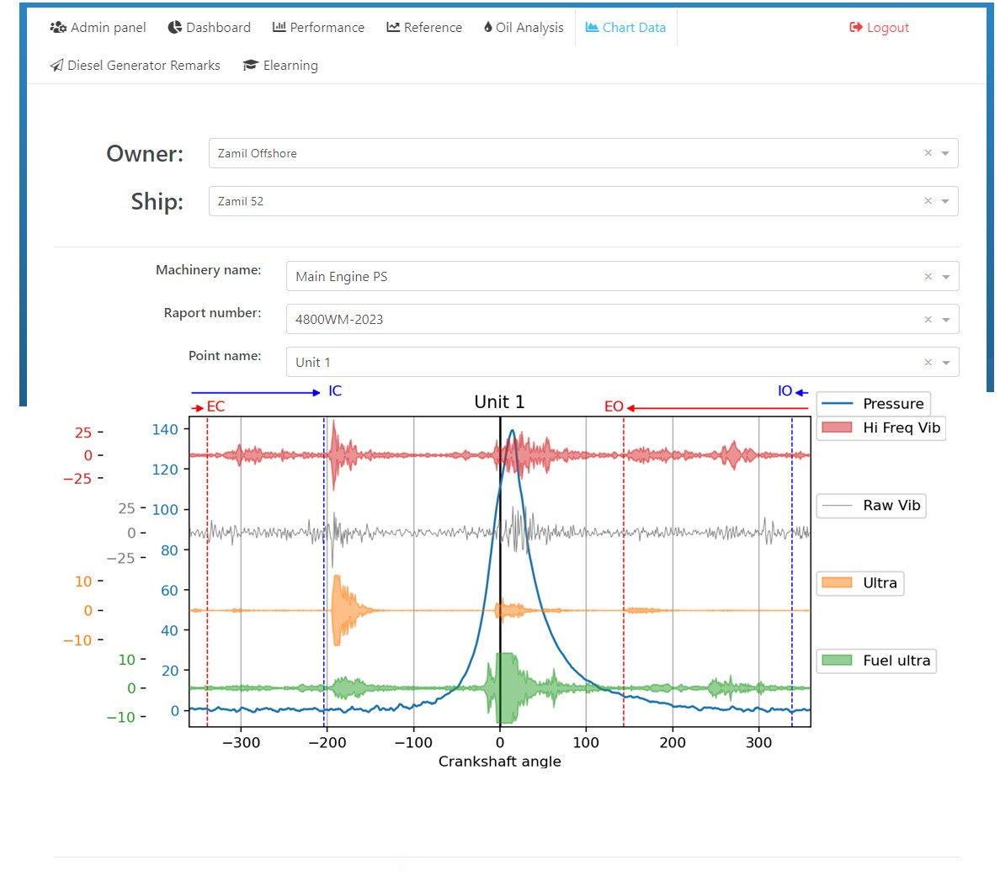 Admin panel Dashboard Performance Reference Oil Analysis Chart Data Logout
Diesel Generator Remarks Elearning
Owner: Zamil Offshore × 
Ship: Zamil 52 ×
Machinery name: Main Engine PS ×
Raport number: 4800WM-2023 ×
Point name: Unit 1 ×
IC IO
EC Unit 1 EO
Pressure
Hi Freq Vib
Raw Vib
Ultra
Fuel ultra
25
0
−25
25
0
−25
10
0
−10
10
0
−10
140
120
100
80
60
40
20
0
−300 −200 −100 0 100 200 300
Crankshaft angle